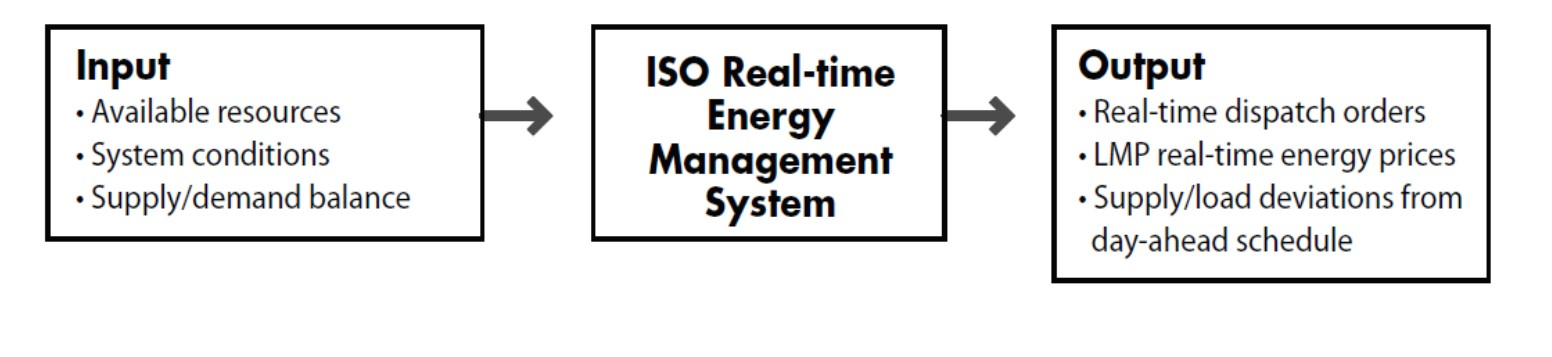 Input
• Available resources
• System conditions
• Supply/demand balance
ISO Real-time
Energy
Management
System
Output
• Real-time dispatch orders
• LMP real-time energy prices
• Supply/load deviations from
day-ahead schedule